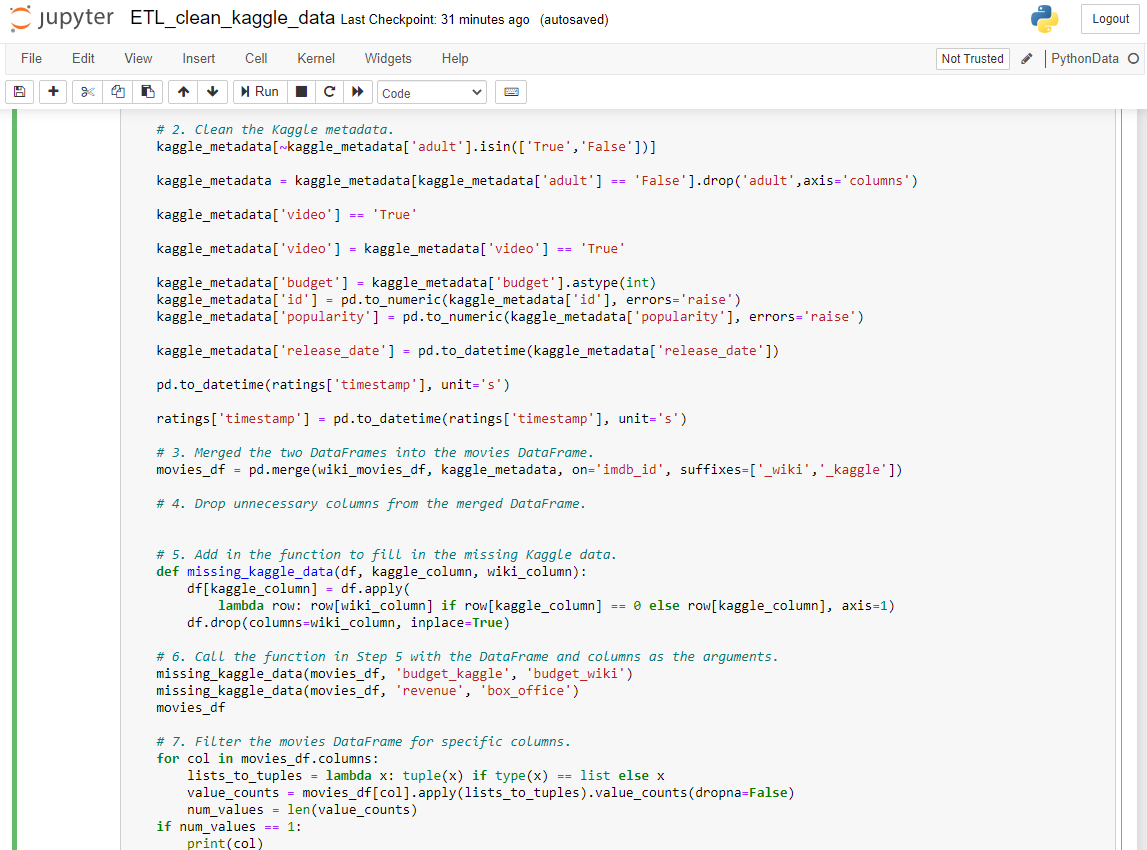 jupyter ETL_clean_kaggle_data Last Checkpoint: 31 minutes ago (autosaved) Logout
File Edit View Insert Cell Kernel Widgets Help Not Trusted PythonData
Run Code
# 2. Clean the Kaggle metadata.
kaggle_metadata[~kaggle_metadata['adult'].isin(['True','False'])]
kaggle_metadata = kaggle_metadata[kaggle_metadata['adult'] == 'False'].drop('adult',axis='columns')
kaggle_metadata['video'] == 'True'
kaggle_metadata['video'] = kaggle_metadata['video'] == 'True'
kaggle_metadata['budget'] = kaggle_metadata['budget'].astype(int)
kaggle_metadata['id'] = pd.to_numeric(kaggle_metadata['id'], errors='raise')
kaggle_metadata['popularity'] = pd.to_numeric(kaggle_metadata['popularity'], errors='raise')
kaggle_metadata['release_date'] = pd.to_datetime(kaggle_metadata['release_date'])
pd.to_datetime(ratings['timestamp'], unit='s')
ratings['timestamp'] = pd.to_datetime(ratings['timestamp'], unit='s')
# 3. Merged the two DataFrames into the movies DataFrame.
movies_df = pd.merge(wiki_movies_df, kaggle_metadata, on='imdb_id', suffixes=['_wiki','_kaggle'])
# 4. Drop unnecessary columns from the merged DataFrame.
# 5. Add in the function to fill in the missing Kaggle data.
def missing_kaggle_data(df, kaggle_column, wiki_column):
    df[kaggle_column] = df.apply(
        lambda row: row[wiki_column] if row[kaggle_column] == 0 else row[kaggle_column], axis=1)
    df.drop(columns=wiki_column, inplace=True)
# 6. Call the function in Step 5 with the DataFrame and columns as the arguments.
missing_kaggle_data(movies_df, 'budget_kaggle', 'budget_wiki')
missing_kaggle_data(movies_df, 'revenue', 'box_office')
movies_df
# 7. Filter the movies DataFrame for specific columns.
for col in movies_df.columns:
    lists_to_tuples = lambda x: tuple(x) if type(x) == list else x
    value_counts = movies_df[col].apply(lists_to_tuples).value_counts(dropna=False)
    num_values = len(value_counts)
if num_values == 1:
    print(col)